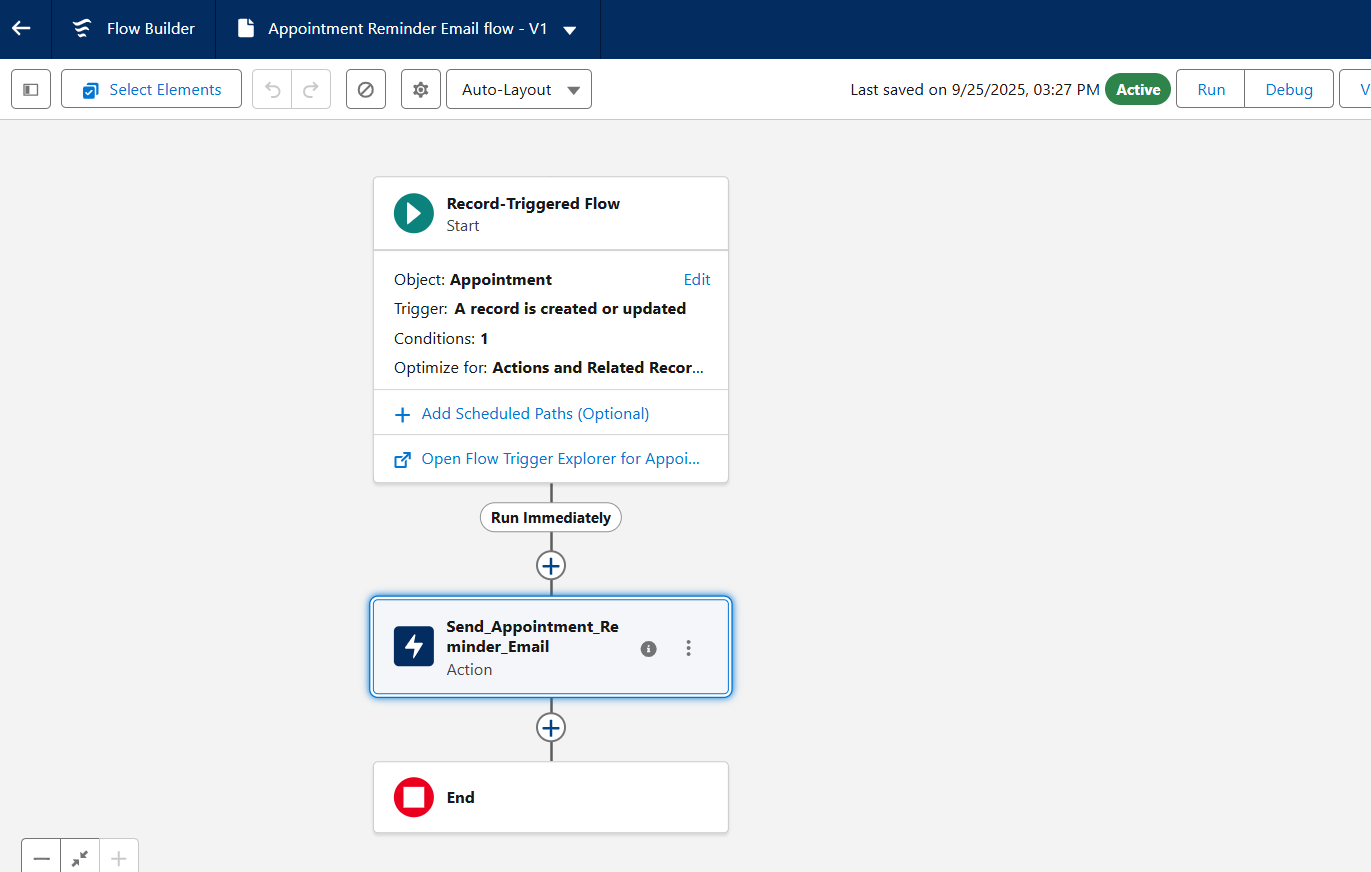 Flow Builder
Appointment Reminder Email flow - V1
Select Elements
Auto-Layout
Last saved on 9/25/2025, 03:27 PM
Active
Run
Debug
Record-Triggered Flow
Start
Object: Appointment
Edit
Trigger: A record is created or updated
Conditions: 1
Optimize for: Actions and Related Recor...
Add Scheduled Paths (Optional)
Open Flow Trigger Explorer for Appoi...
Run Immediately
Send_Appointment_Re
minder_Email
Action
End